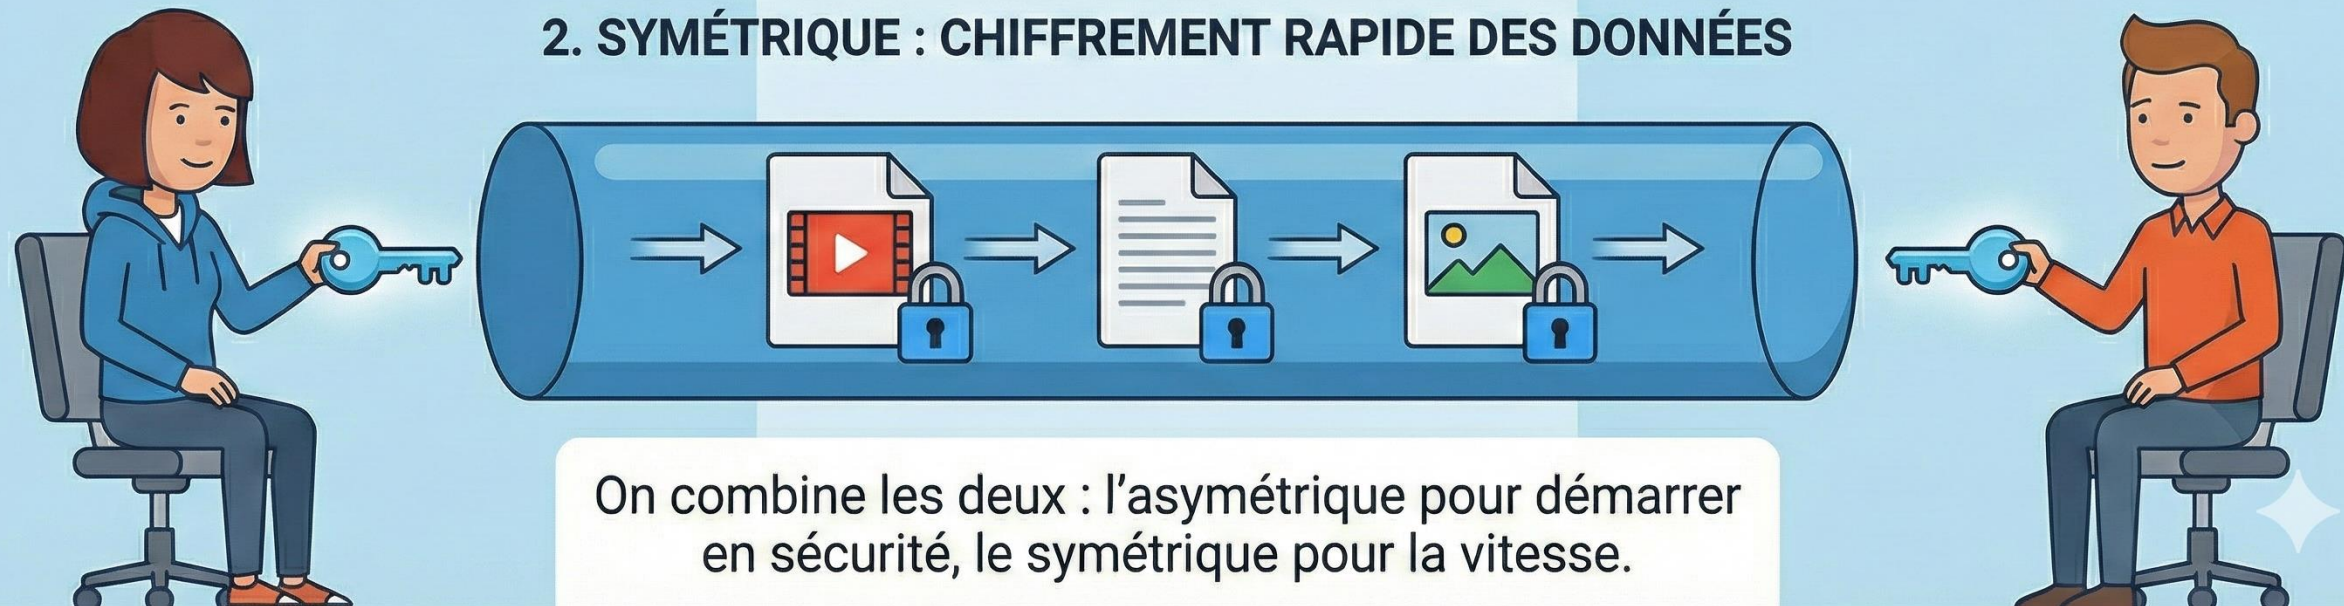 2. SYMÉTRIQUE : CHIFFREMENT RAPIDE DES DONNÉES
On combine les deux : l’asymétrique pour démarrer
en sécurité, le symétrique pour la vitesse.